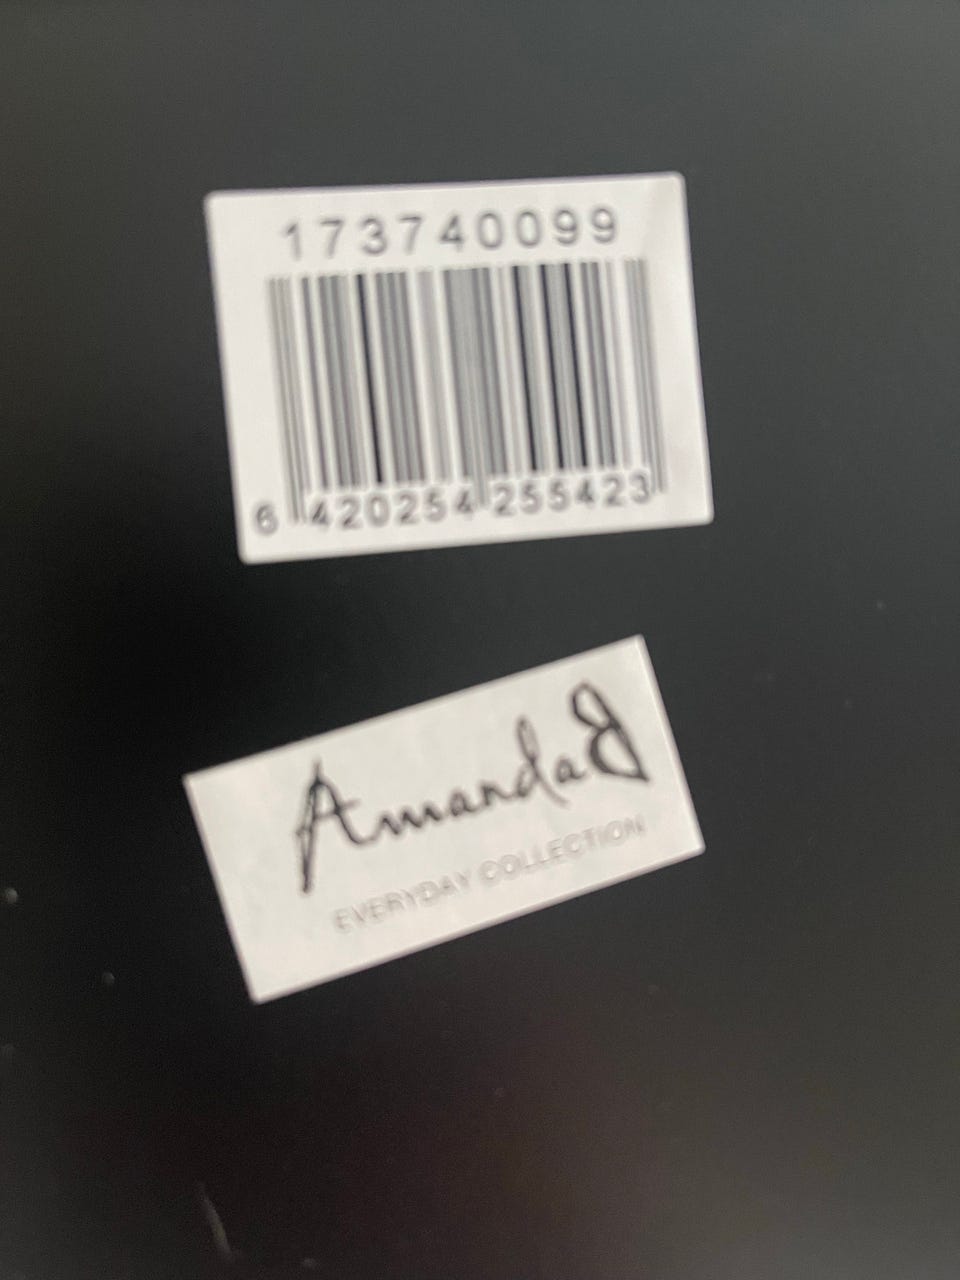 173740099
6 420254 255423
AmandaB
EVERYDAY COLLECTION